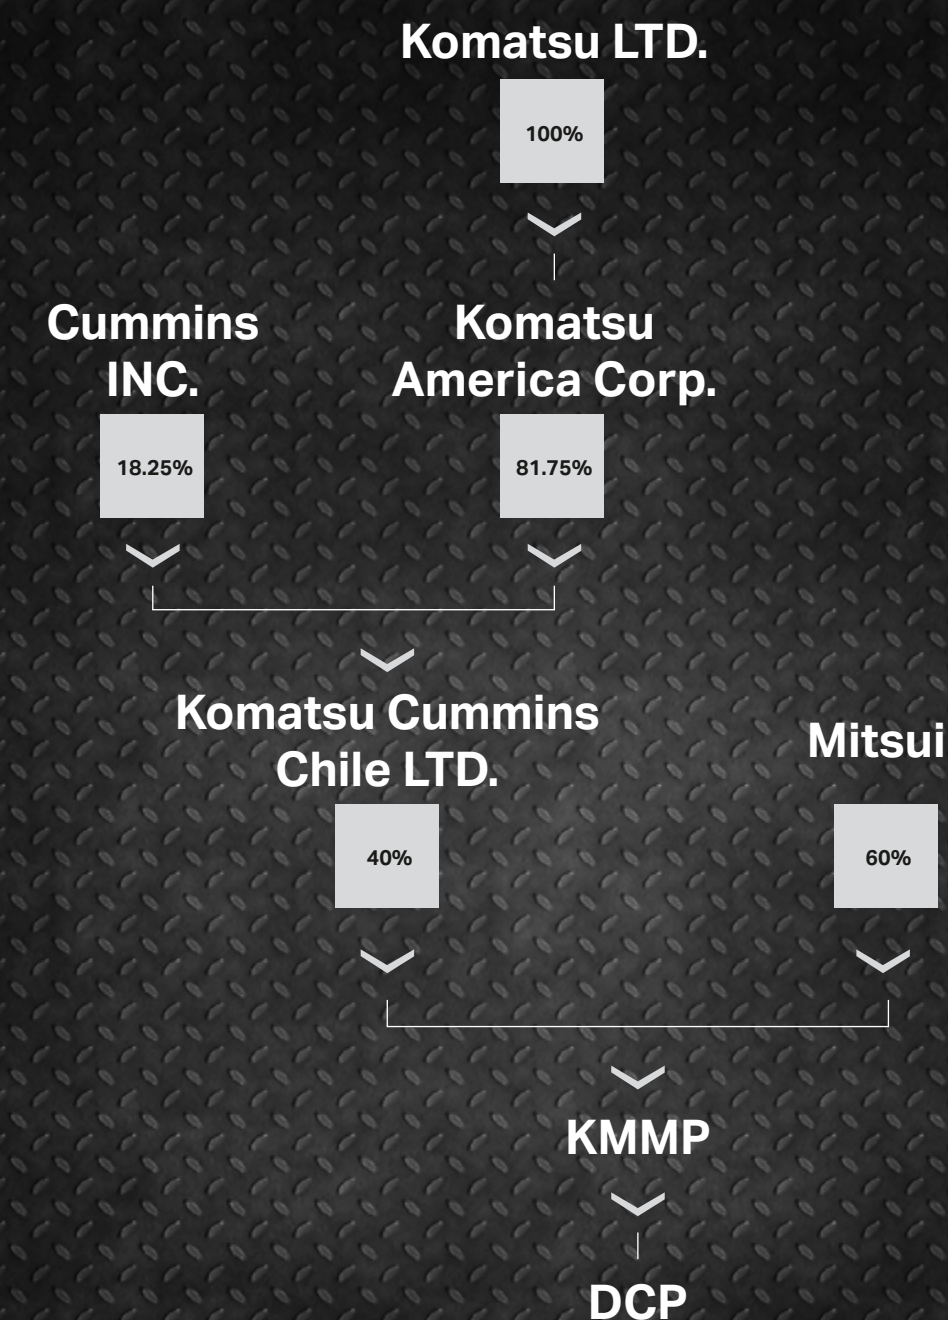 Komatsu LTD.
100%
Cummins
INC.
Komatsu
America Corp.
18.25%
81.75%
Komatsu Cummins
Chile LTD.
Mitsui
40%
60%
KMMP
DCP